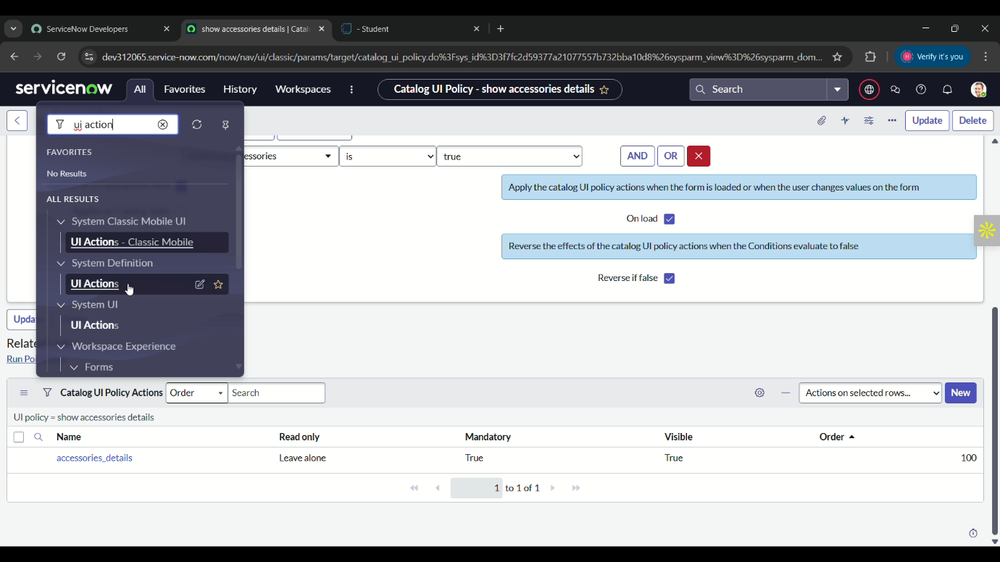 ServiceNow Developers
show accessories details | Catal
- Student
dev312065.service-now.com/now/nav/ui/classic/params/target/catalog_ui_policy.do%3Fsys_id%3D3f7fc2d59377a21077557b732bba10d8%26sysparm_view%3D%26sysparm_dom...
Verify it's you
servicenow
All
Favorites
History
Workspaces
Catalog UI Policy - show accessories details
Search
ui action
Update
Delete
FAVORITES
No Results
ALL RESULTS
System Classic Mobile UI
UI Actions - Classic Mobile
System Definition
UI Actions
System UI
UI Actions
Workspace Experience
Forms
essories
is
true
AND
OR
Apply the catalog UI policy actions when the form is loaded or when the user changes values on the form
On load
Reverse the effects of the catalog UI policy actions when the Conditions evaluate to false
Reverse if false
Upda
Relate
Run Po
Catalog UI Policy Actions
Order
Search
Actions on selected rows...
New
UI policy = show accessories details
Name
Read only
Mandatory
Visible
Order
accessories_details
Leave alone
True
True
100
1 to 1 of 1